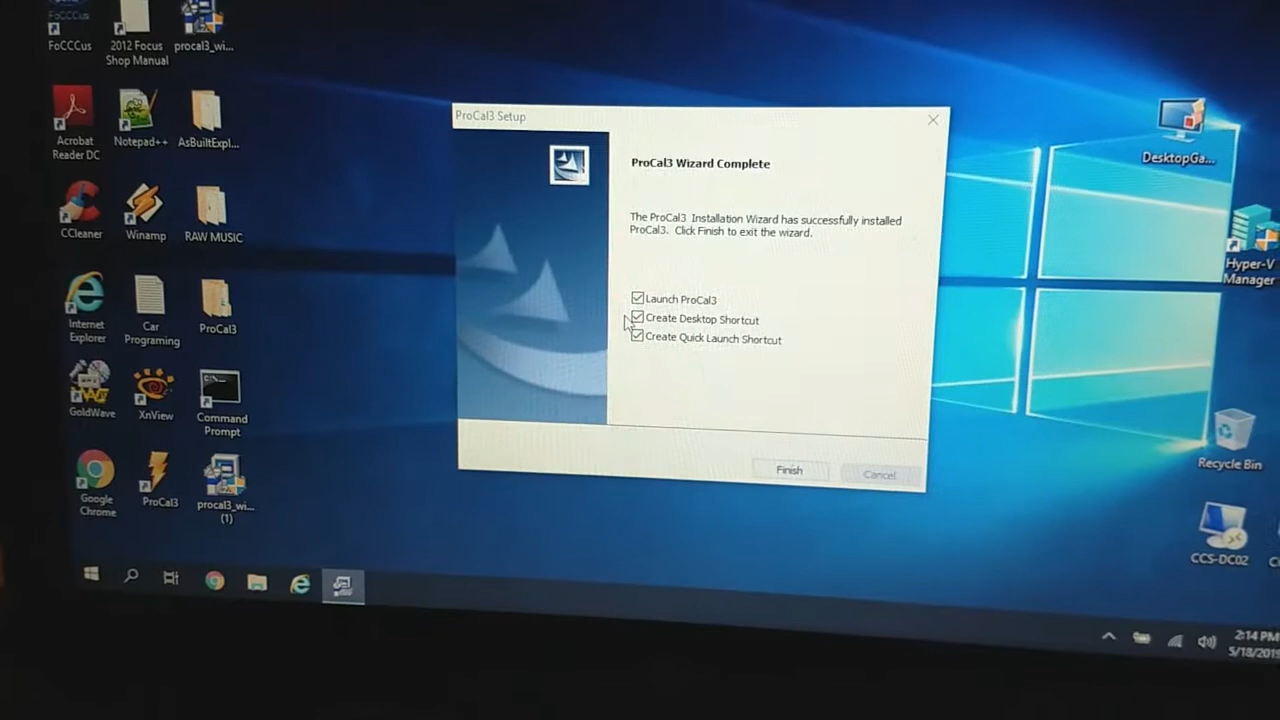 FoCCCus
FoCCCus
2012 Focus
Shop Manual
procal3_wi...
Acrobat
Reader DC
Notepad++
AsBuiltExpl...
CCleaner
Winamp
RAW MUSIC
Internet
Explorer
Car
Programing
ProCal3
GoldWave
XnView
Command
Prompt
Google
Chrome
ProCal3
procal3_wi...
(1)
ProCal3 Setup
ProCal3 Wizard Complete
The ProCal3 Installation Wizard has successfully installed
ProCal3. Click Finish to exit the wizard.
Launch ProCal3
Create Desktop Shortcut
Create Quick Launch Shortcut
Finish
Cancel
DesktopGa...
Hyper-V
Manager
Recycle Bin
CCS-DC02
2:14 PM
5/18/2019